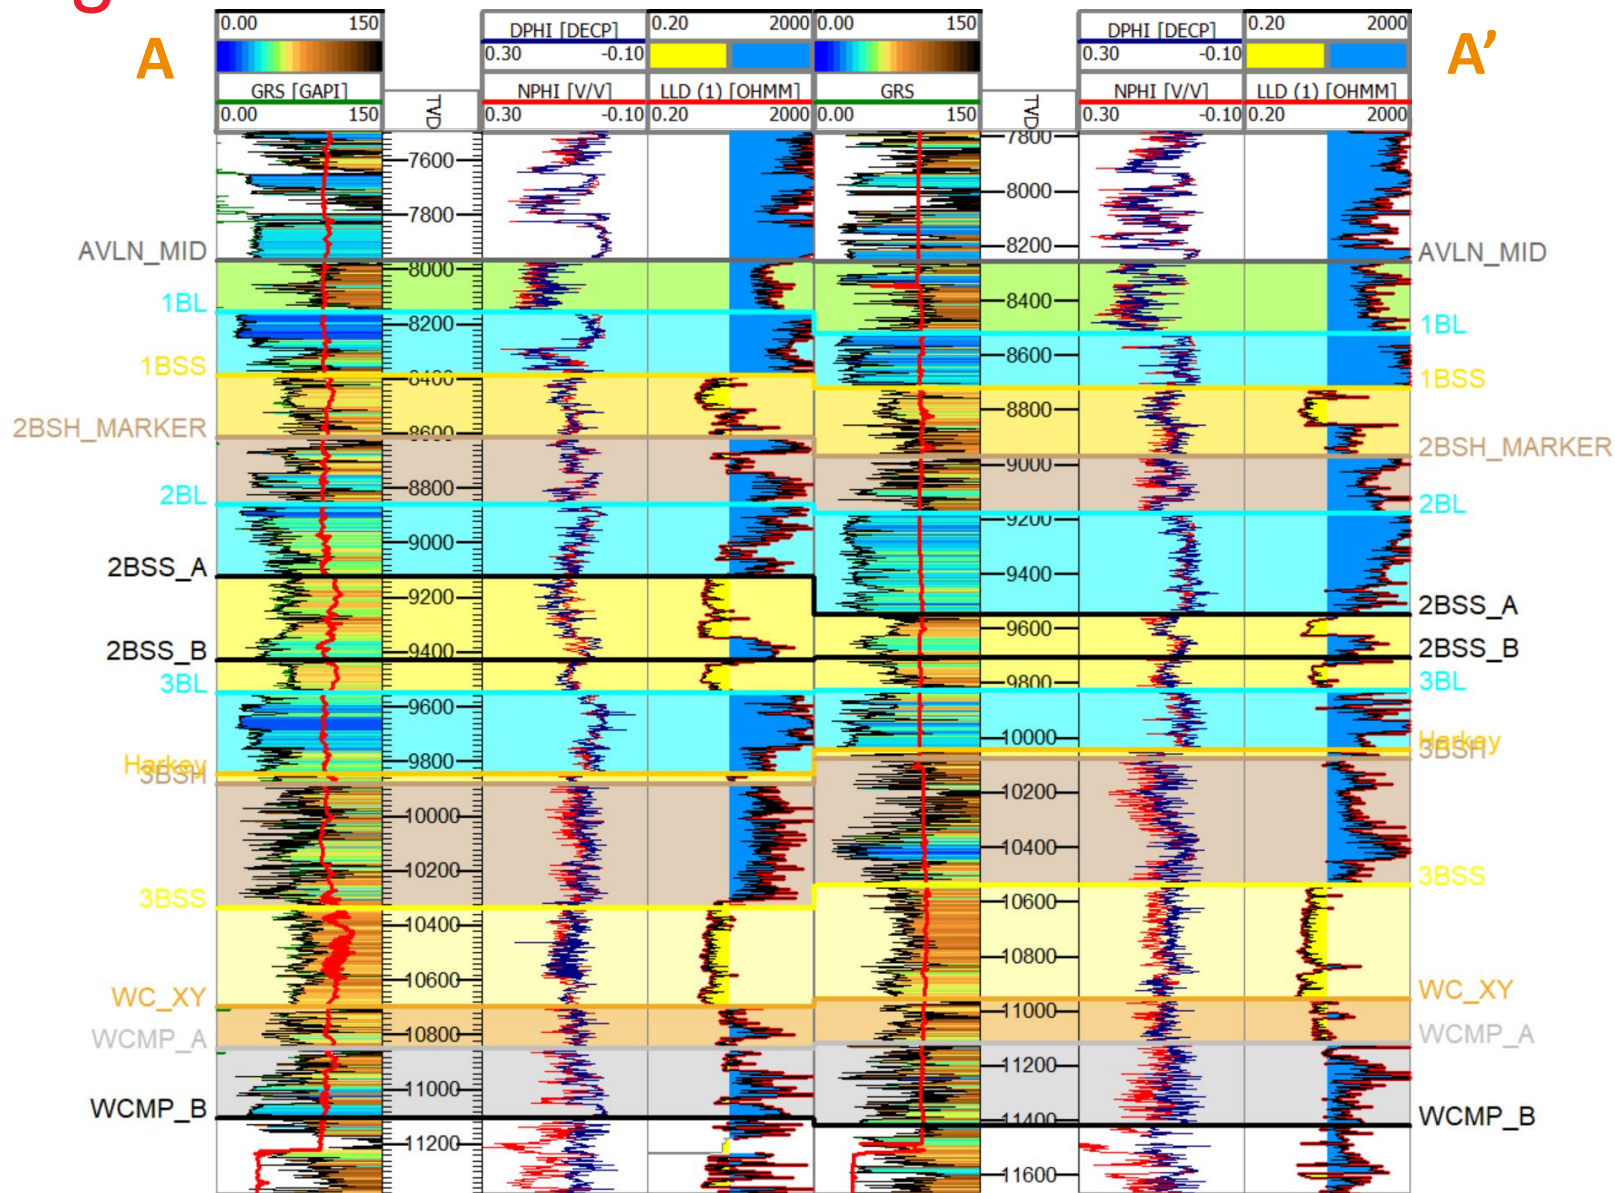 A
A'
0.00 150
DPHI [DECP]
0.30 -0.10
0.20 2000
0.00 150
DPHI [DECP]
0.30 -0.10
0.20 2000
GRS [GAPI]
0.00 150
TVD
NPHI [V/V]
0.30 -0.10
LLD (1) [OHMM]
0.20 2000
GRS
0.00 150
TVD
NPHI [V/V]
0.30 -0.10
LLD (1) [OHMM]
0.20 2000
AVLN_MID
1BL
1BSS
2BSH_MARKER
2BL
2BSS_A
2BSS_B
3BL
Harkey
3BSH
3BSS
WC_XY
WCMP_A
WCMP_B
7600
7800
8000
8200
8400
8600
8800
9000
9200
9400
9600
9800
10000
10200
10400
10600
10800
11000
11200
7800
8000
8200
8400
8600
8800
9000
9200
9400
9600
9800
10000
10200
10400
10600
10800
11000
11200
11400
11600
AVLN_MID
1BL
1BSS
2BSH_MARKER
2BL
2BSS_A
2BSS_B
3BL
Harkey
3BSH
3BSS
WC_XY
WCMP_A
WCMP_B